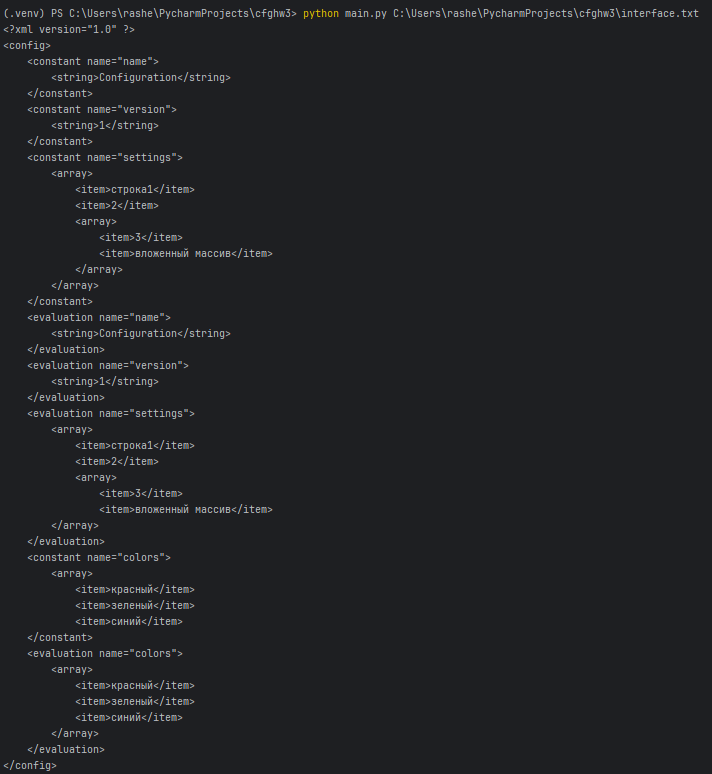 (.venv) PS C:\Users\rashe\PycharmProjects\cfghw3> python main.py C:\Users\rashe\PycharmProjects\cfghw3\interface.txt
<?xml version="1.0" ?>
<config>
    <constant name="name">
        <string>Configuration</string>
    </constant>
    <constant name="version">
        <string>1</string>
    </constant>
    <constant name="settings">
        <array>
            <item>строка1</item>
            <item>2</item>
            <array>
                <item>3</item>
                <item>вложенный массив</item>
            </array>
        </array>
    </constant>
    <evaluation name="name">
        <string>Configuration</string>
    </evaluation>
    <evaluation name="version">
        <string>1</string>
    </evaluation>
    <evaluation name="settings">
        <array>
            <item>строка1</item>
            <item>2</item>
            <array>
                <item>3</item>
                <item>вложенный массив</item>
        </array>
    </evaluation>
    <constant name="colors">
        <array>
            <item>красный</item>
            <item>зеленый</item>
            <item>синий</item>
    </constant>
    <evaluation name="colors">
        <array>
            <item>красный</item>
            <item>зеленый</item>
            <item>синий</item>
        </array>
    </evaluation>
</config>